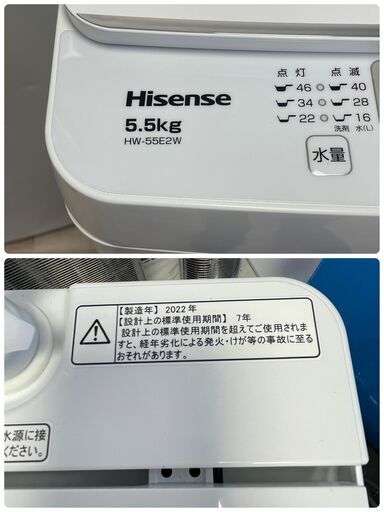 Hisense
5.5kg
HW-55E2W
点灯 点滅
46 40
34 28
22 16
洗剤 水(L)
水量
【製造年】2022年
【設計上の標準使用期間】 7年
設計上の標準使用期間を超えてご使用されま
すと、経年劣化による発火・けが等の事故に至る
おそれがあります。
水源に接
ください。